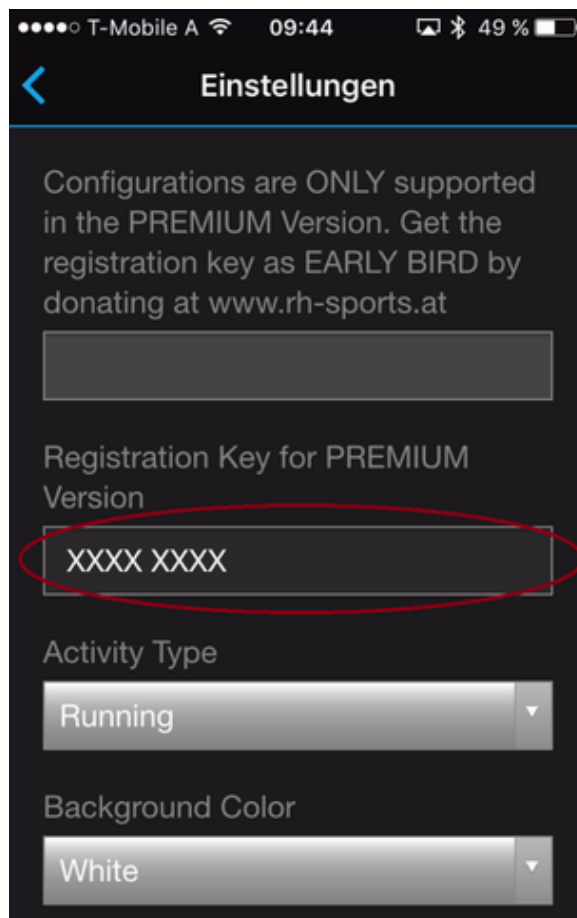 T-Mobile A 09:44 49 %
Einstellungen
Configurations are ONLY supported
in the PREMIUM Version. Get the
registration key as EARLY BIRD by
donating at www.rh-sports.at
Registration Key for PREMIUM
Version
XXXX XXXX
Activity Type
Running
Background Color
White